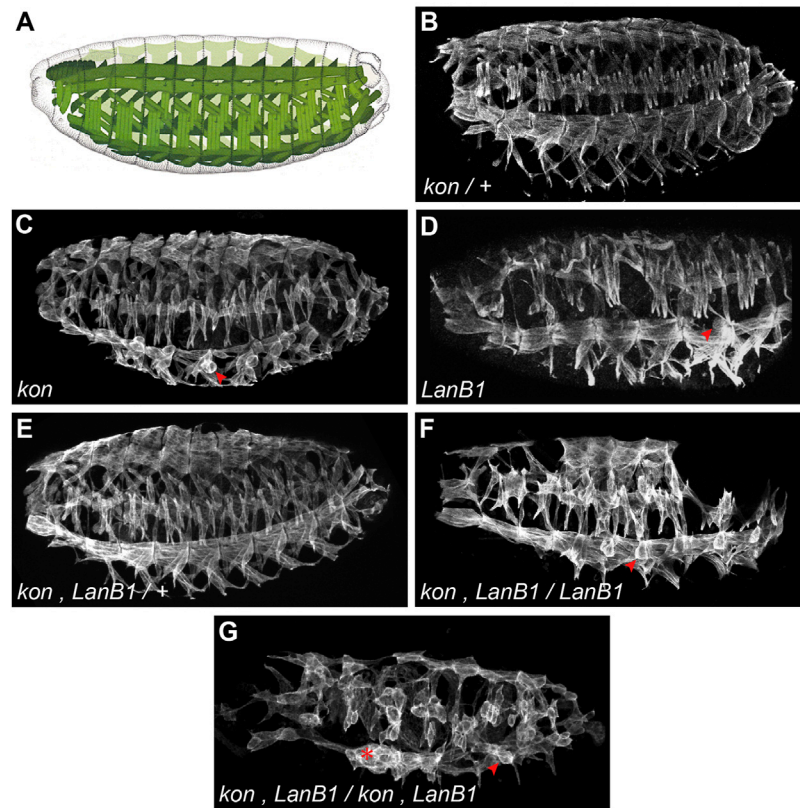 A
B
kon / +
C
kon
D
LanB1
E
kon , LanB1 / +
F
kon , LanB1 / LanB1
G
*
kon , LanB1 / kon , LanB1